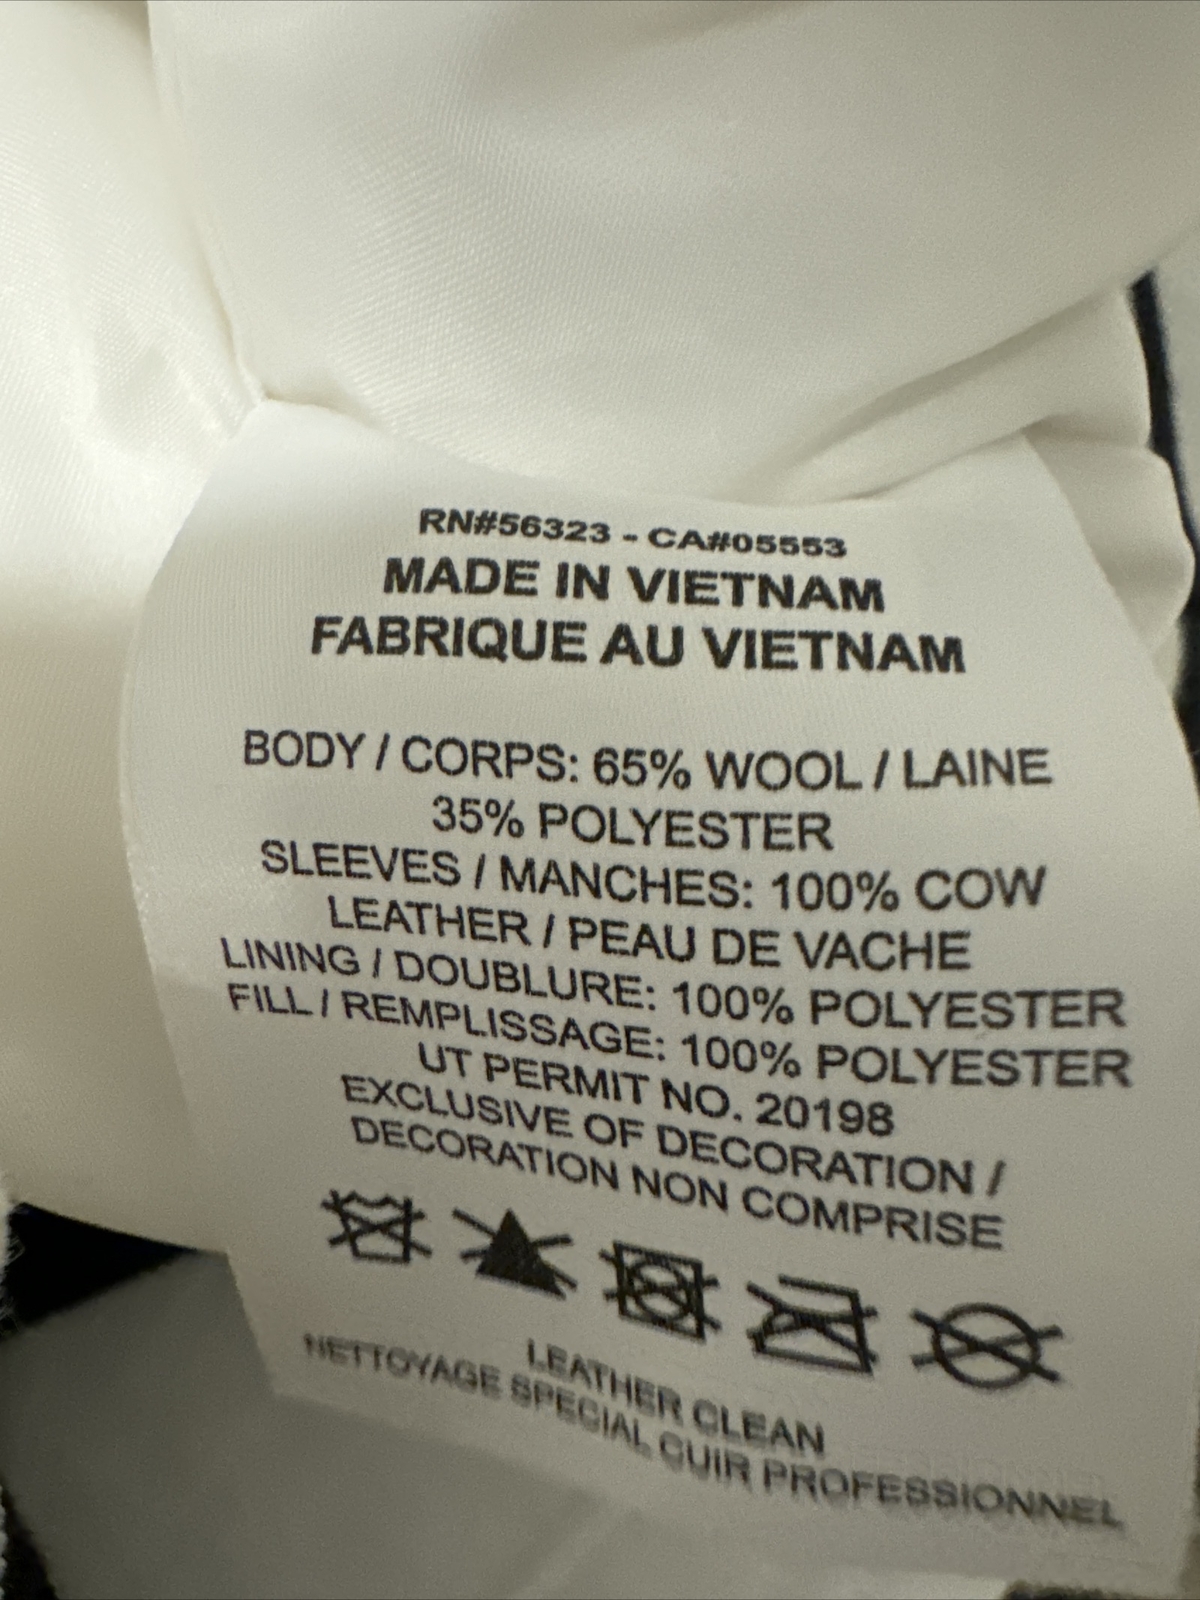 RN#56323 - CA#05553
MADE IN VIETNAM
FABRIQUE AU VIETNAM
BODY / CORPS: 65% WOOL / LAINE
35% POLYESTER
SLEEVES / MANCHES: 100% COW
LEATHER / PEAU DE VACHE
LINING / DOUBLURE: 100% POLYESTER
FILL / REMPLISSAGE: 100% POLYESTER
UT PERMIT NO. 20198
EXCLUSIVE OF DECORATION /
DECORATION NON COMPRISE
LEATHER CLEAN
NETTOYAGE SPECIAL CUIR PROFESSIONNEL